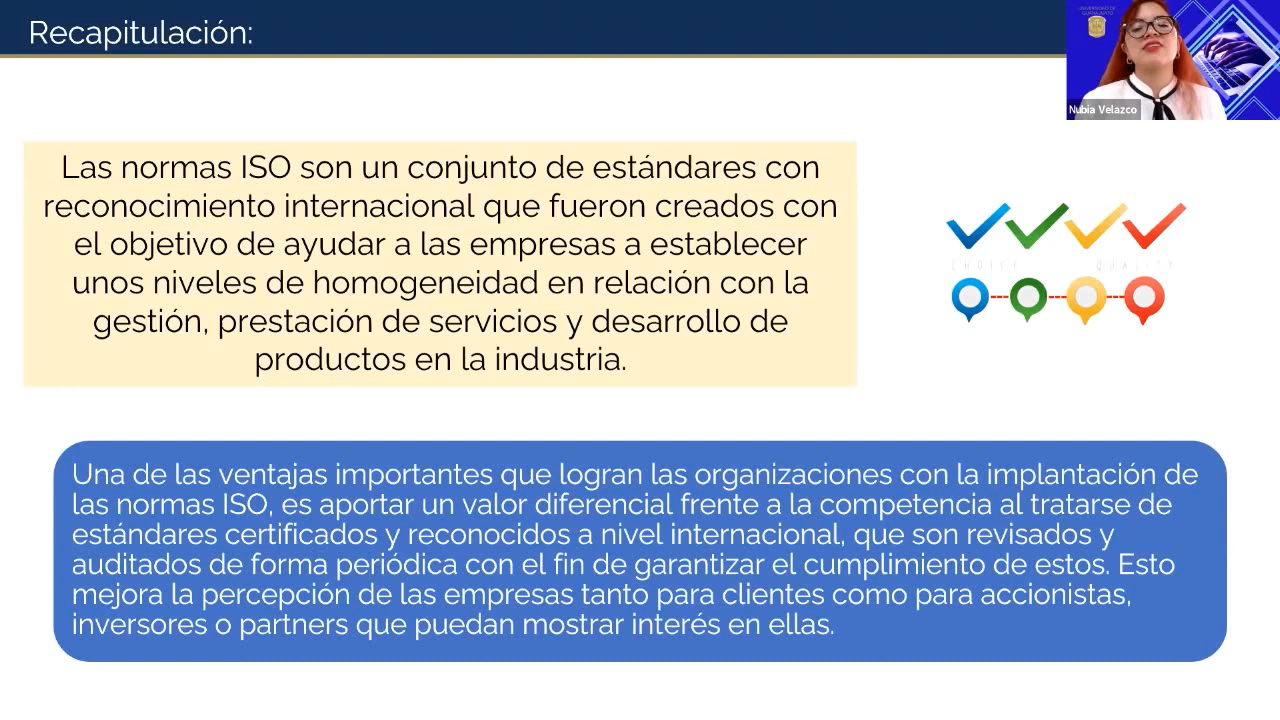 Recapitulación:
UNIVERSIDAD DE
GUANAJUATO
Nubia Velazco
Las normas ISO son un conjunto de estándares con
reconocimiento internacional que fueron creados con
el objetivo de ayudar a las empresas a establecer
unos niveles de homogeneidad en relación con la
gestión, prestación de servicios y desarrollo de
productos en la industria.
Una de las ventajas importantes que logran las organizaciones con la implantación de
las normas ISO, es aportar un valor diferencial frente a la competencia al tratarse de
estándares certificados y reconocidos a nivel internacional, que son revisados y
auditados de forma periódica con el fin de garantizar el cumplimiento de estos. Esto
mejora la percepción de las empresas tanto para clientes como para accionistas,
inversores o partners que puedan mostrar interés en ellas.